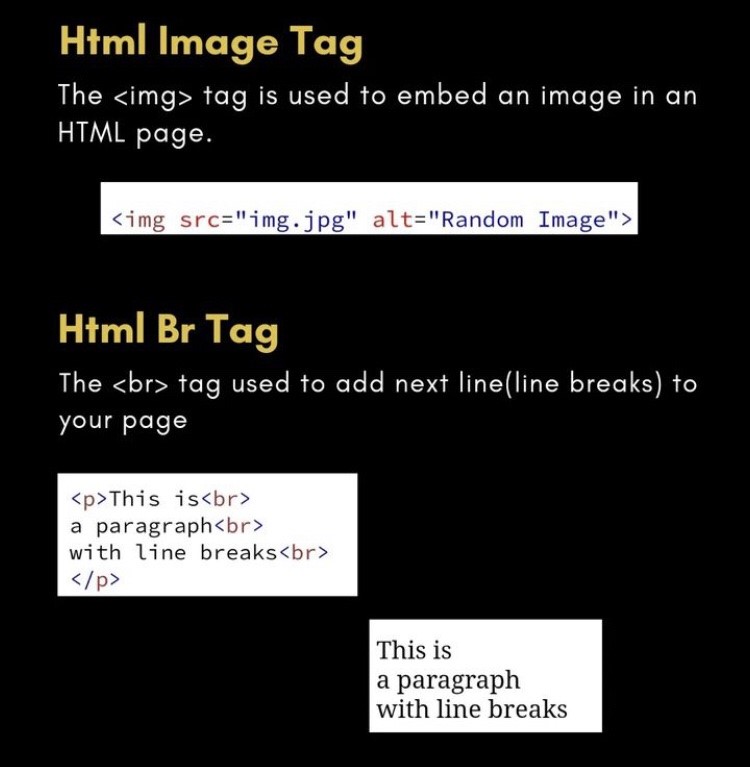 Html Image Tag
The <img> tag is used to embed an image in an
HTML page.
<img src="img.jpg" alt="Random Image">
Html Br Tag
The <br> tag used to add next line(line breaks) to
your page
<p>This is<br>
a paragraph<br>
with line breaks<br>
</p>
This is
a paragraph
with line breaks